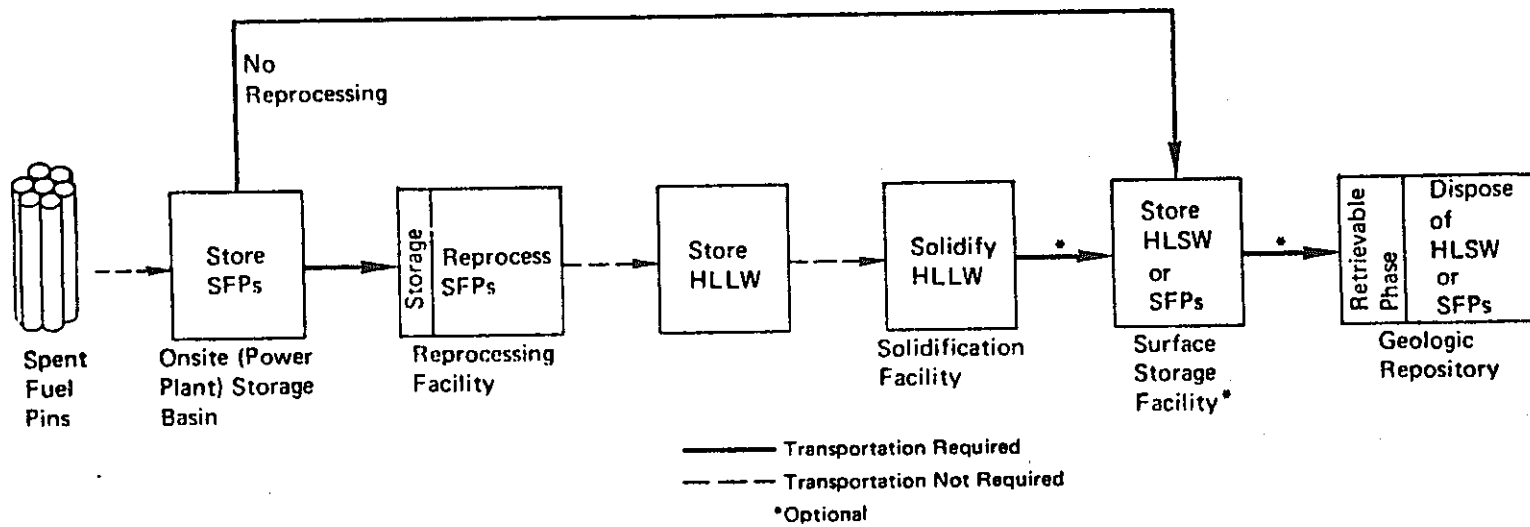 No
Reprocessing
Store
SFPs
Storage
Reprocess
SFPs
Store
HLLW
Solidify
HLLW
*
Store
HLSW
or
SFPs
*
Retrievable
Phase
Dispose
of
HLSW
or
SFPs
Spent
Fuel
Pins
Onsite (Power
Plant) Storage
Basin
Reprocessing
Facility
Solidification
Facility
Surface
Storage
Facility*
Geologic
Repository
Transportation Required
Transportation Not Required
*Optional